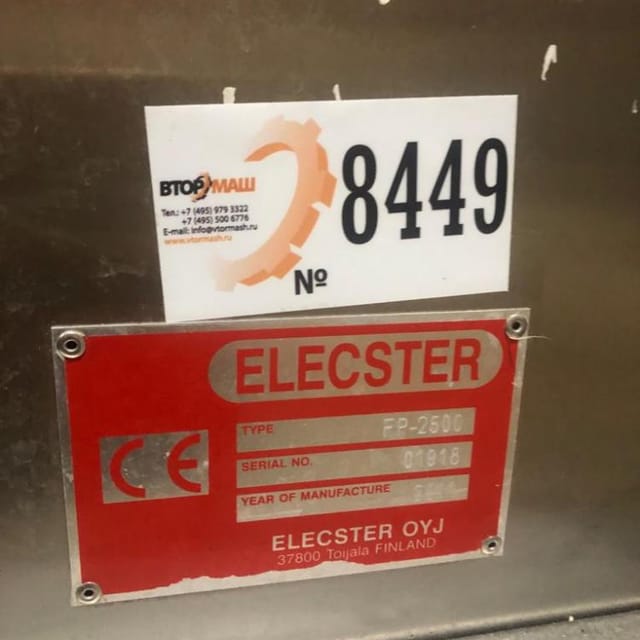 ВТОРМАШ
Тел.: +7 (495) 979 3322
+7 (495) 500 6776
E-mail: info@vtormash.ru
www.vtormash.ru
№
8449
ELECSTER
TYPE FP-2500
SERIAL NO. 01918
YEAR OF MANUFACTURE
CE
ELECSTER OYJ
37800 Toijala FINLAND